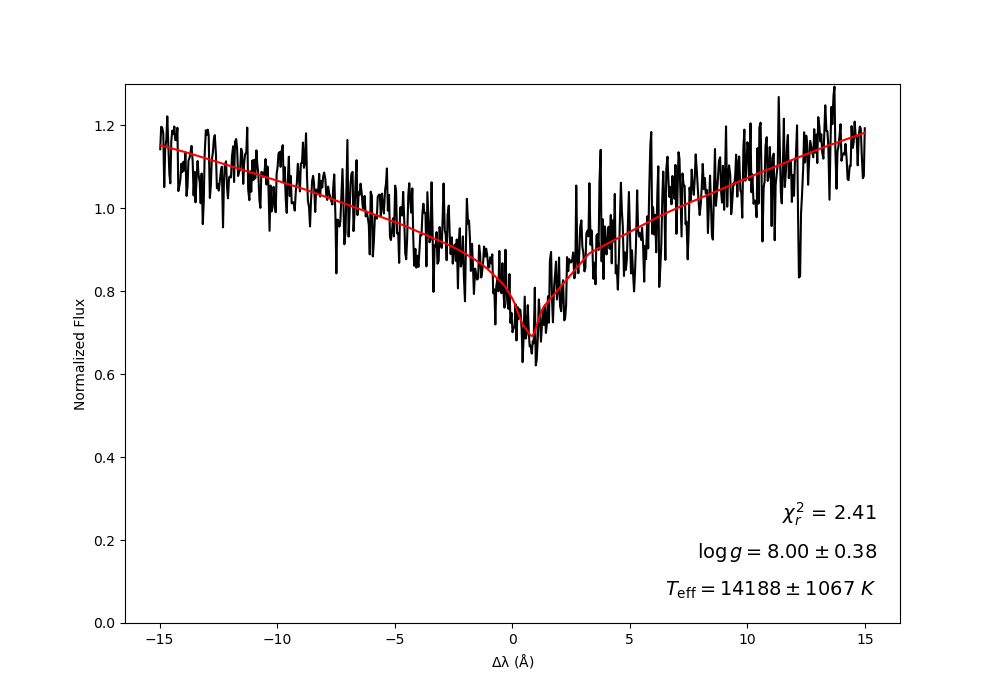 1.2
1.0
0.8
0.6
0.4
0.2
0.0
Normalized Flux
χ²ᵣ = 2.41
log g = 8.00 ± 0.38
T_eff = 14188 ± 1067 K
−15 −10 −5 0 5 10 15
Δλ (Å)